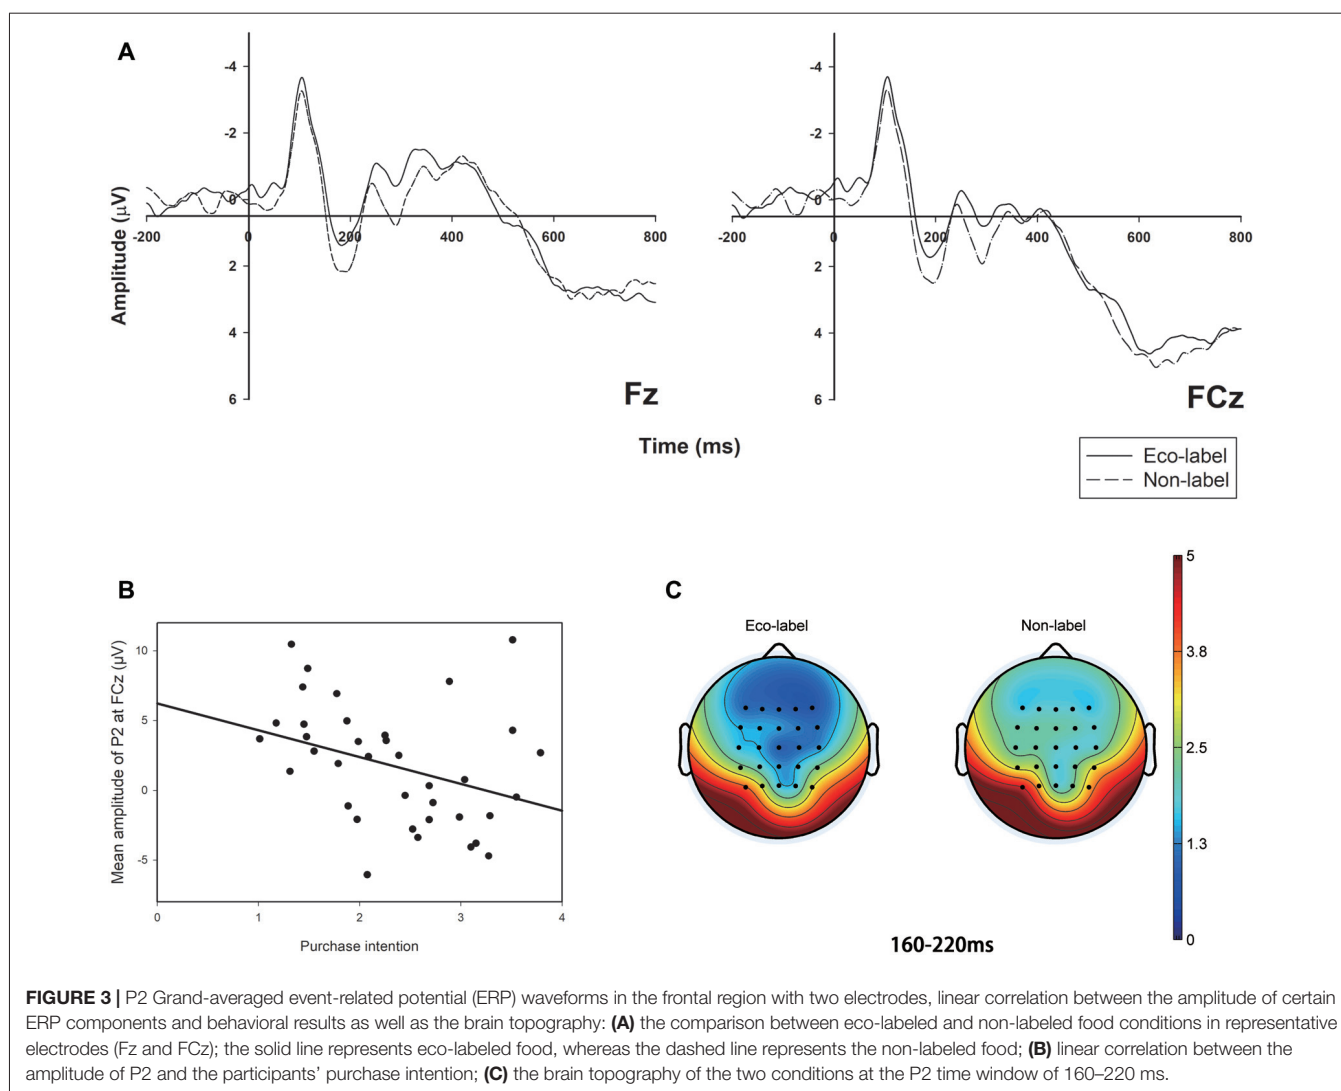 A
-4
-2
0
2
4
6
-200
0
200
400
600
800
Amplitude (μV)
Fz
-4
-2
0
2
4
6
-200
0
200
400
600
800
FCz
Time (ms)
Eco-label
Non-label
B
10
5
0
-5
0
1
2
3
4
Mean amplitude of P2 at FCz (μV)
Purchase intention
C
Eco-label
Non-label
5
3.8
2.5
1.3
0
160-220ms
FIGURE 3 | P2 Grand-averaged event-related potential (ERP) waveforms in the frontal region with two electrodes, linear correlation between the amplitude of certain
ERP components and behavioral results as well as the brain topography: (A) the comparison between eco-labeled and non-labeled food conditions in representative
electrodes (Fz and FCz); the solid line represents eco-labeled food, whereas the dashed line represents the non-labeled food; (B) linear correlation between the
amplitude of P2 and the participants' purchase intention; (C) the brain topography of the two conditions at the P2 time window of 160–220 ms.